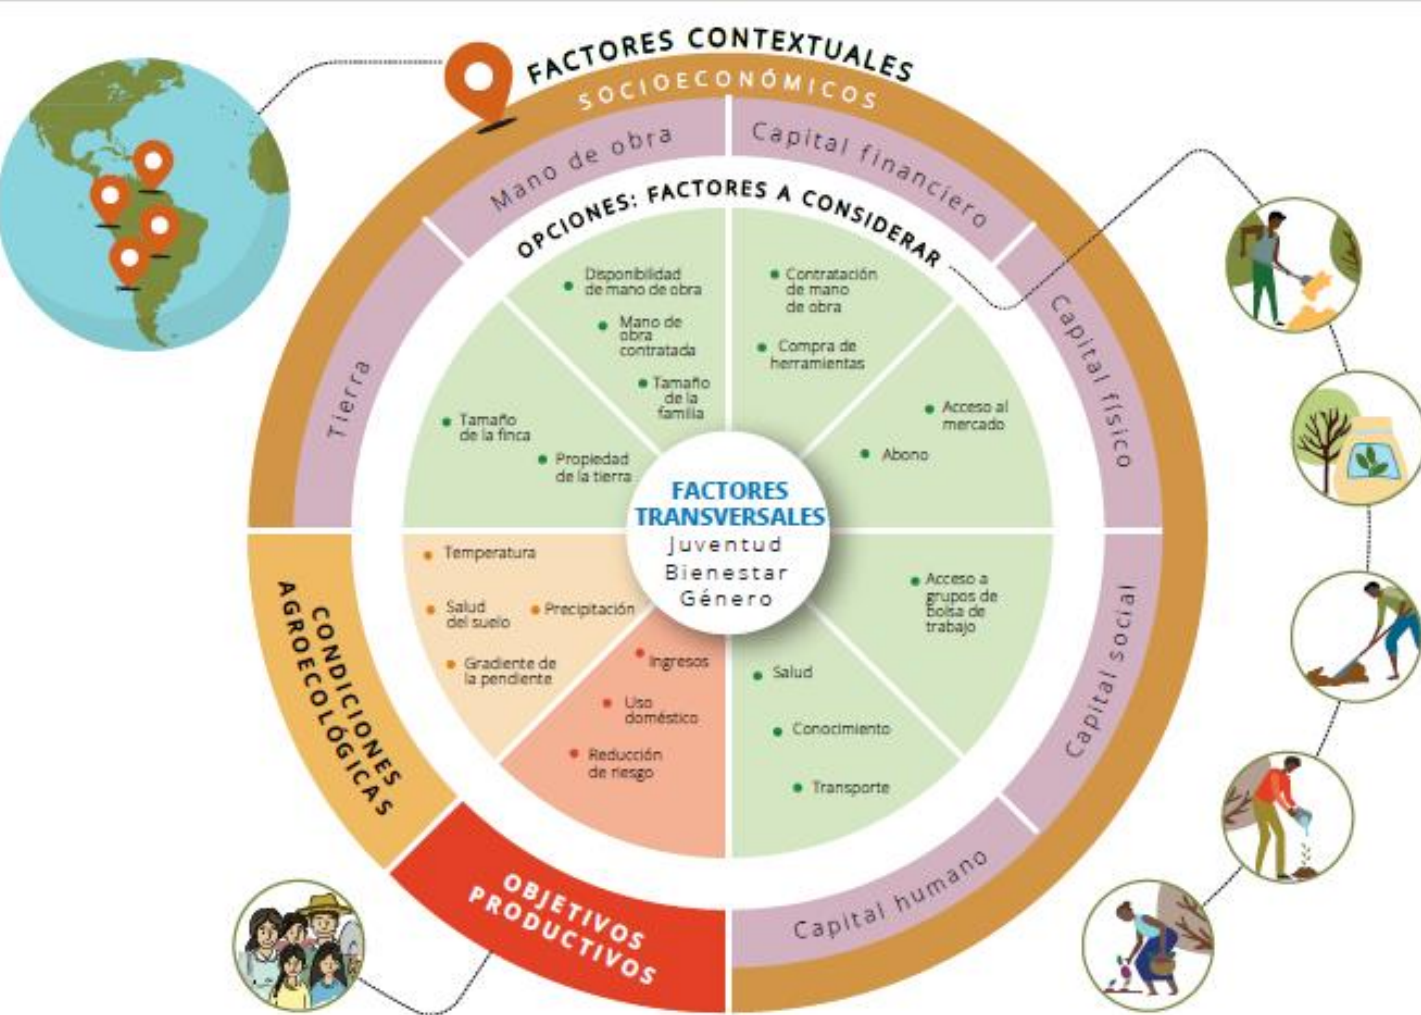 FACTORES CONTEXTUALES
SOCIOECONÓMICOS
Mano de obra
Capital financiero
OPCIONES: FACTORES A CONSIDERAR
Tierra
Capital físico
Disponibilidad
de mano de obra
Mano de
obra
contratada
Tamaño
de la
familia
Contratación
de mano
de obra
Compra de
herramientas
Tamaño
de la finca
Propiedad
de la tierra
Acceso al
mercado
Abono
FACTORES
TRANSVERSALES
Juventud
Bienestar
Género
Temperatura
Salud
del suelo
Precipitación
Gradiente de
la pendiente
Ingresos
Uso
doméstico
Reducción
de riesgo
Acceso a
grupos de
bolsa de
trabajo
Salud
Conocimiento
Transporte
CONDICIONES
AGROECOLÓGICAS
OBJETIVOS
PRODUCTIVOS
Capital humano
Capital social